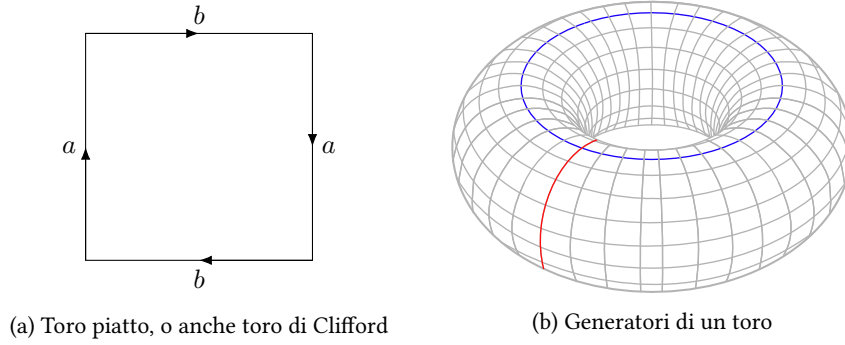 b
a
a
b
(a) Toro piatto, o anche toro di Clifford
(b) Generatori di un toro